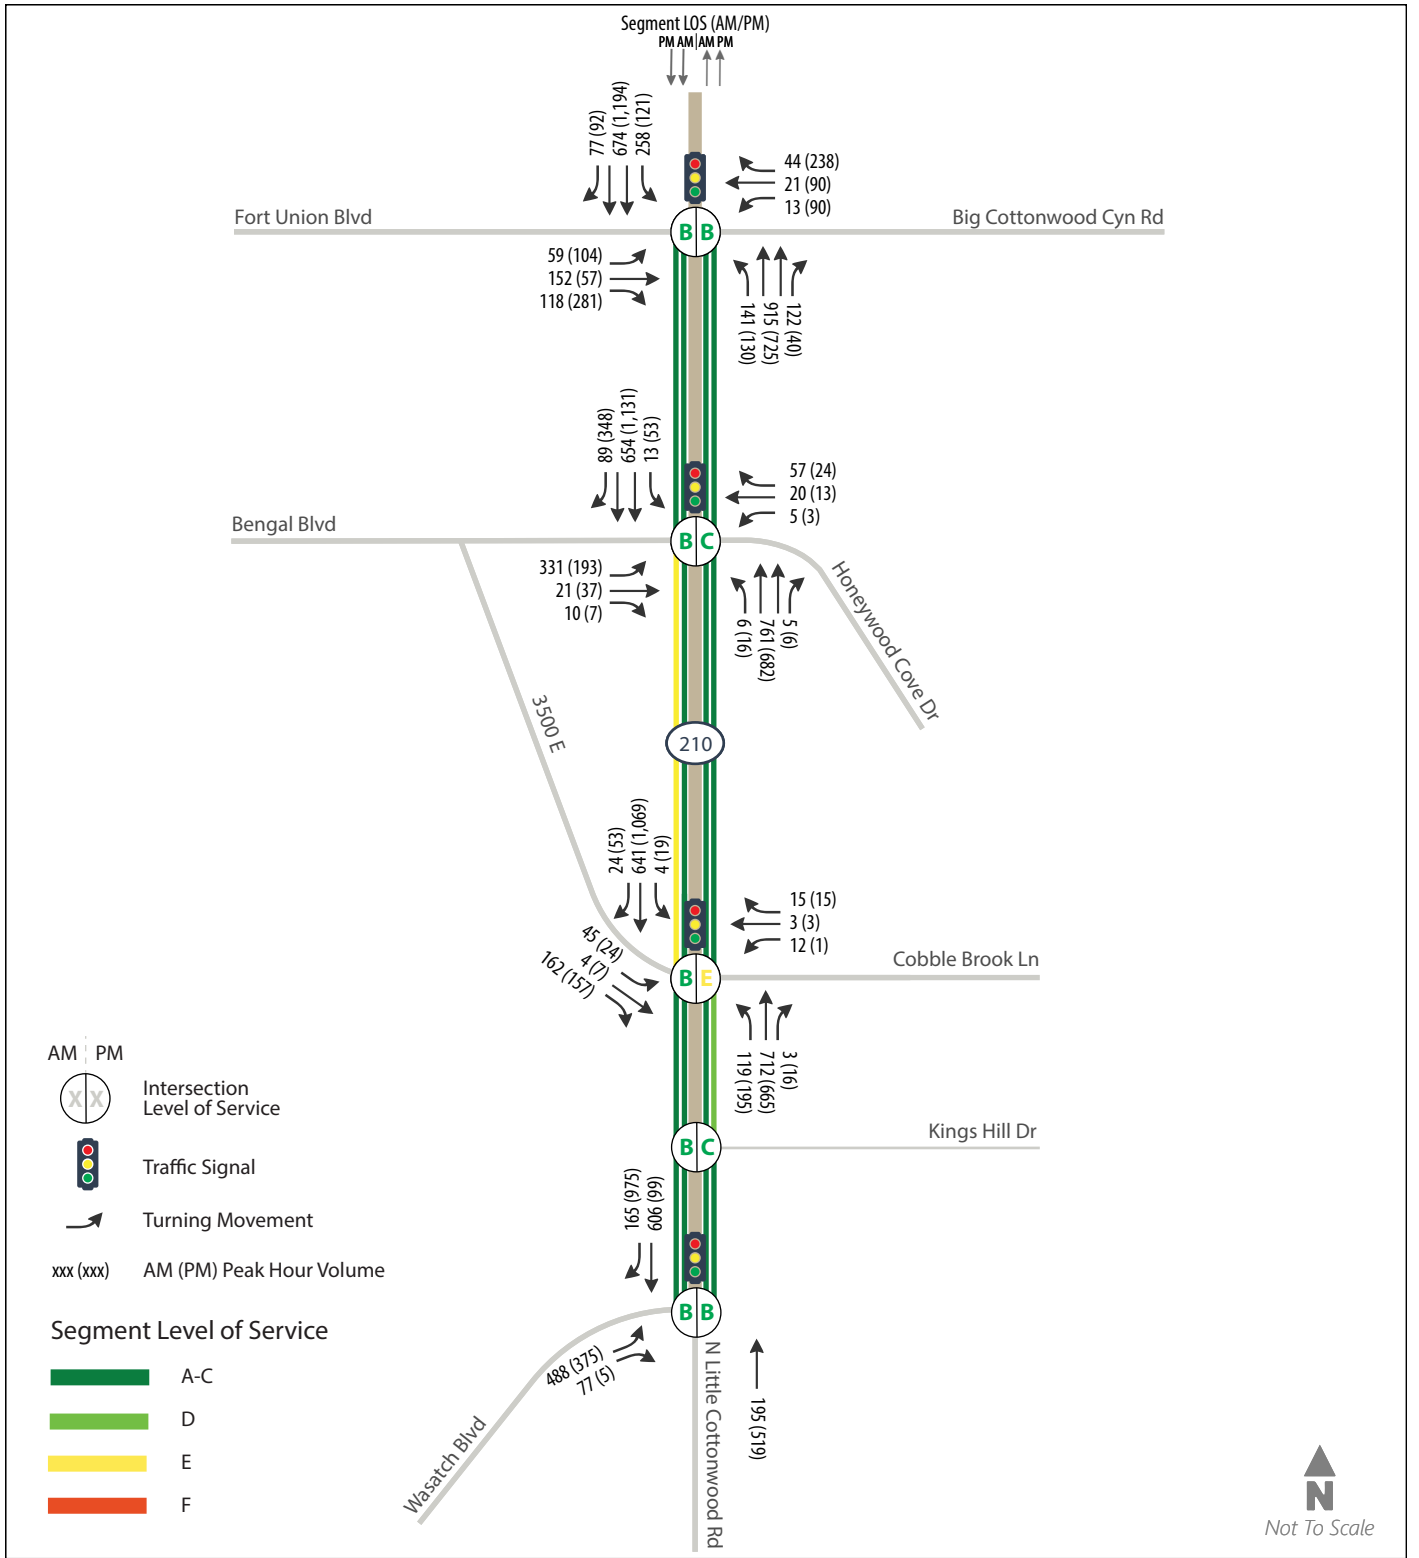 Segment LOS (AM/PM)
PM AM AM PM
77 (92)
674 (1,194)
258 (121)
44 (238)
21 (90)
13 (90)
Fort Union Blvd
Big Cottonwood Cyn Rd
B B
59 (104)
152 (57)
118 (281)
141 (130)
915 (725)
122 (40)
89 (348)
654 (1,131)
13 (53)
57 (24)
20 (13)
5 (3)
Bengal Blvd
B C
331 (193)
21 (37)
10 (7)
6 (16)
761 (682)
5 (6)
Honeywood Cove Dr
3500 E
210
24 (53)
641 (1,069)
4 (19)
15 (15)
3 (3)
12 (1)
45 (24)
4 (7)
162 (157)
Cobble Brook Ln
B E
119 (195)
712 (665)
3 (16)
Kings Hill Dr
B C
165 (975)
606 (99)
B B
488 (375)
77 (5)
195 (519)
Wasatch Blvd
N Little Cottonwood Rd
AM PM
X X
Intersection
Level of Service
Traffic Signal
Turning Movement
xxx (xxx) AM (PM) Peak Hour Volume
Segment Level of Service
A-C
D
E
F
N
Not To Scale